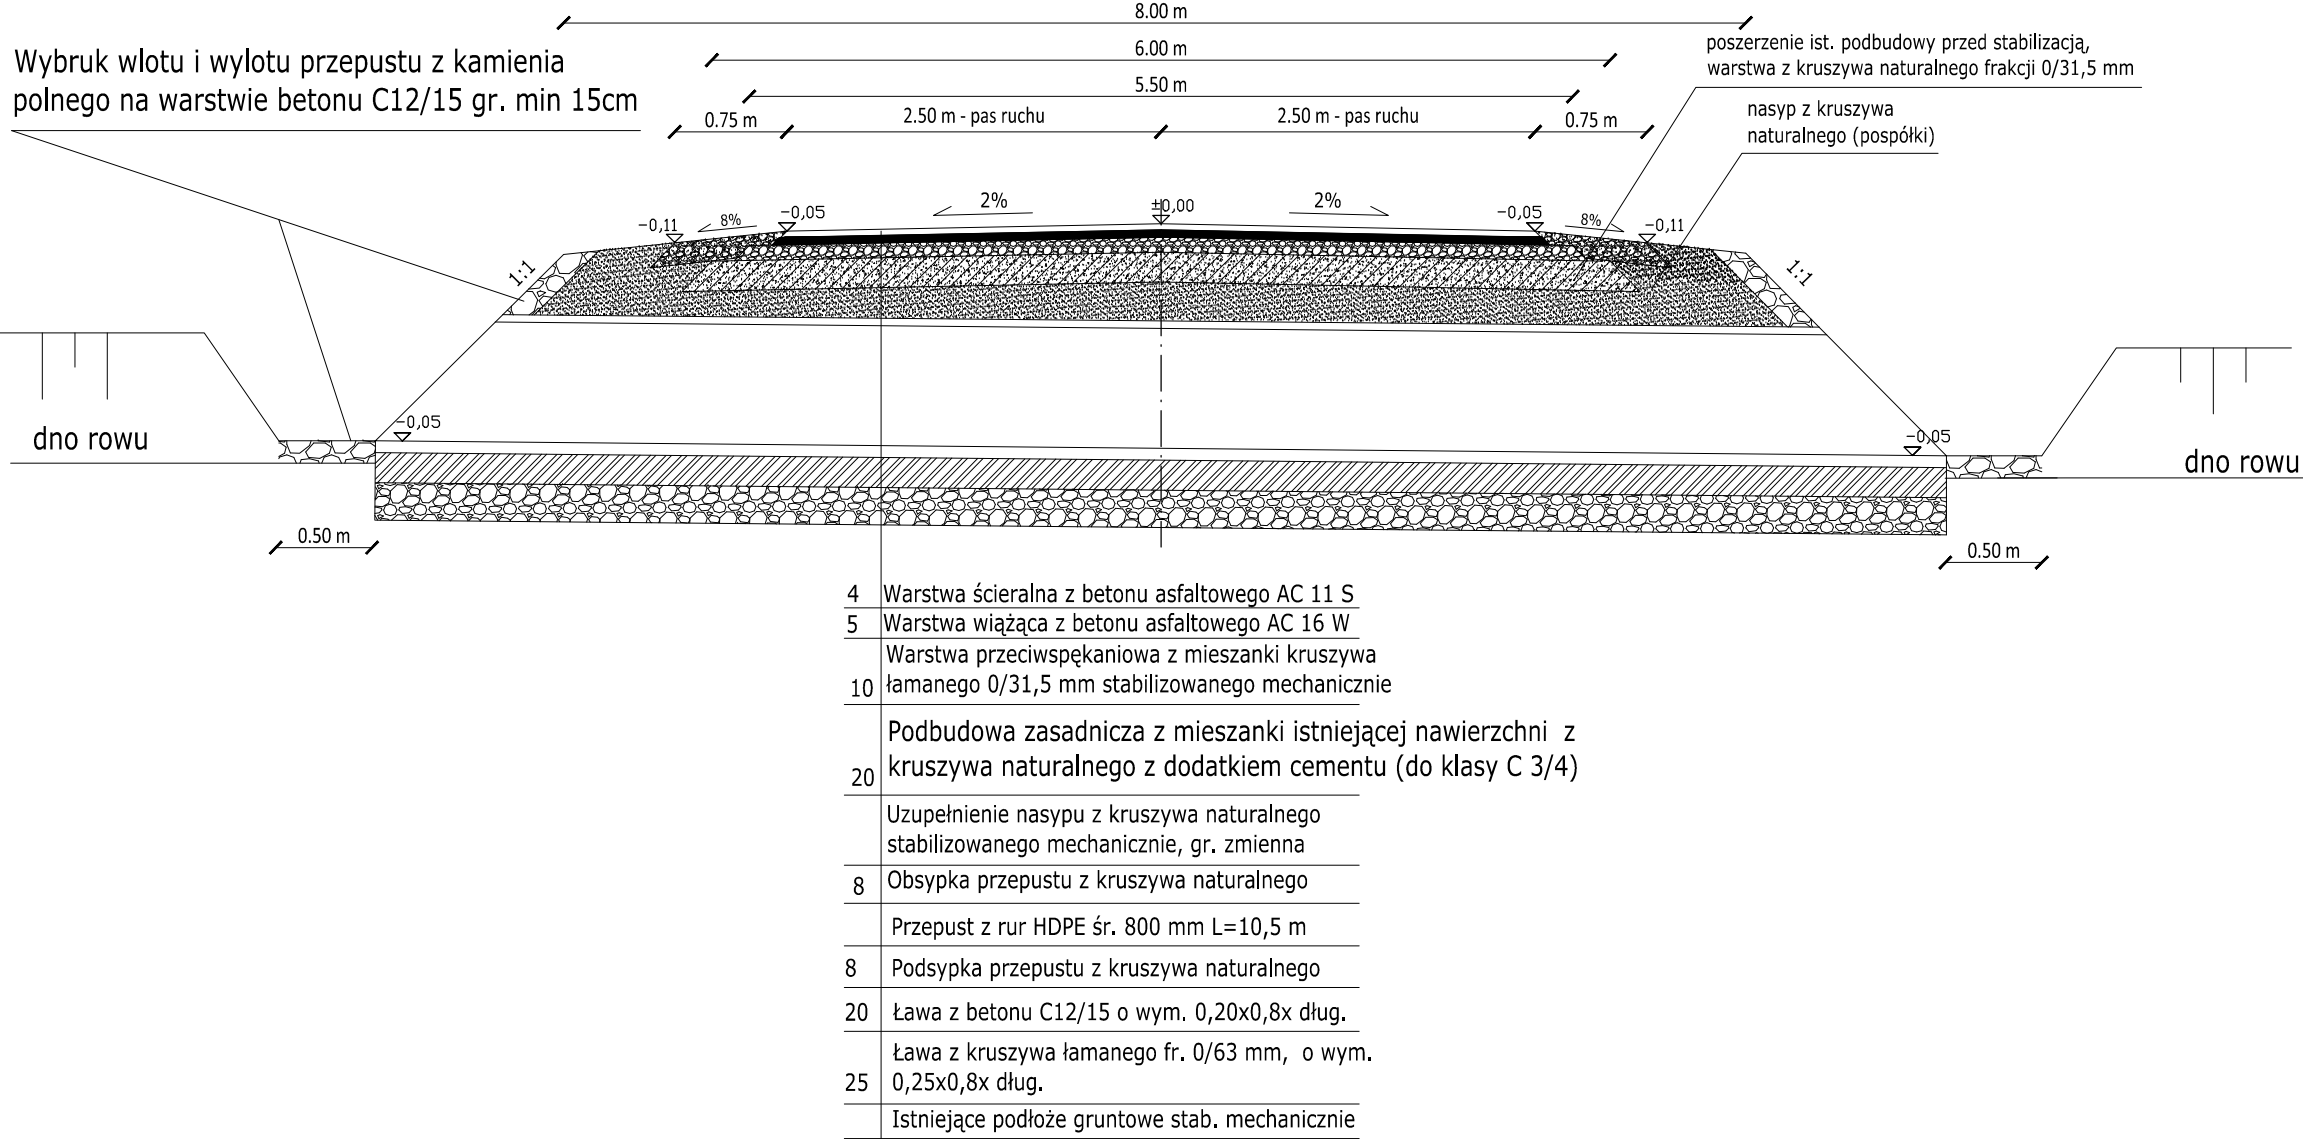 8.00 m
Wybruk wlotu i wylotu przepustu z kamienia
polnego na warstwie betonu C12/15 gr. min 15cm
6.00 m
poszerzenie ist. podbudowy przed stabilizacją,
warstwa z kruszywa naturalnego frakcji 0/31,5 mm
5.50 m
0.75 m
2.50 m - pas ruchu
2.50 m - pas ruchu
0.75 m
nasyp z kruszywa
naturalnego (pospółki)
-0,11
8%
-0,05
2%
±0,00
2%
-0,05
8%
-0,11
1:1
1:1
dno rowu
-0,05
-0,05
dno rowu
0.50 m
0.50 m
4 Warstwa ścieralna z betonu asfaltowego AC 11 S
5 Warstwa wiążąca z betonu asfaltowego AC 16 W
Warstwa przeciwspękaniowa z mieszanki kruszywa
10 łamanego 0/31,5 mm stabilizowanego mechanicznie
Podbudowa zasadnicza z mieszanki istniejącej nawierzchni z
20 kruszywa naturalnego z dodatkiem cementu (do klasy C 3/4)
Uzupełnienie nasypu z kruszywa naturalnego
stabilizowanego mechanicznie, gr. zmienna
8 Obsypka przepustu z kruszywa naturalnego
Przepust z rur HDPE śr. 800 mm L=10,5 m
8 Podsypka przepustu z kruszywa naturalnego
20 Ława z betonu C12/15 o wym. 0,20x0,8x dług.
Ława z kruszywa łamanego fr. 0/63 mm, o wym.
25 0,25x0,8x dług.
Istniejące podłoże gruntowe stab. mechanicznie